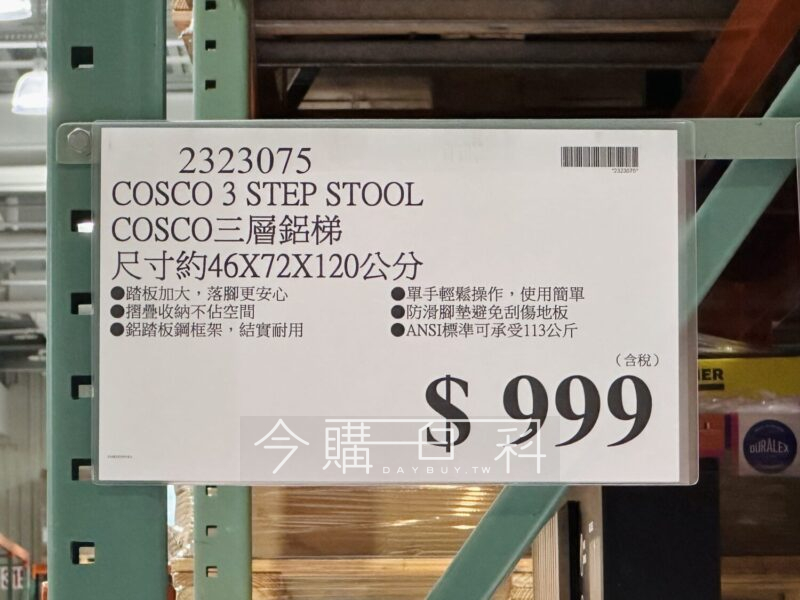 2323075
*2323075*
COSCO 3 STEP STOOL
COSCO三層鋁梯
尺寸約46X72X120公分
●踏板加大，落腳更安心
●單手輕鬆操作，使用簡單
●摺疊收納不佔空間
●防滑腳墊避免刮傷地板
●鋁踏板鋼框架，結實耐用
●ANSI標準可承受113公斤
（含稅）
$ 999
今購百科
DAYBUY.TW
DURALEX